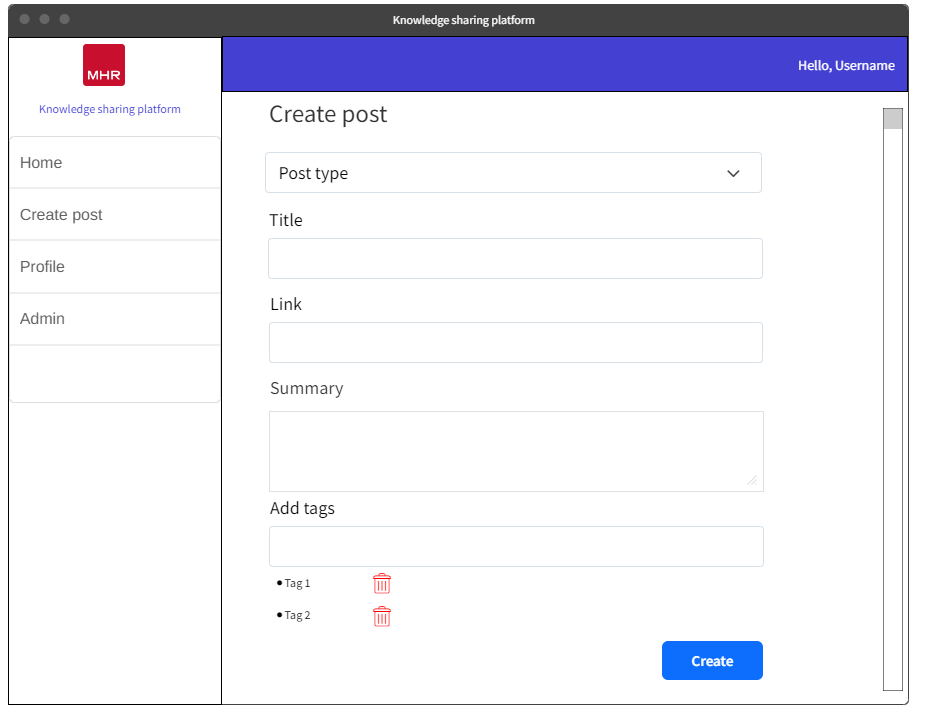 Knowledge sharing platform
MHR
Knowledge sharing platform
Hello, Username
Home
Create post
Profile
Admin
Create post
Post type
Title
Link
Summary
Add tags
Tag 1
Tag 2
Create